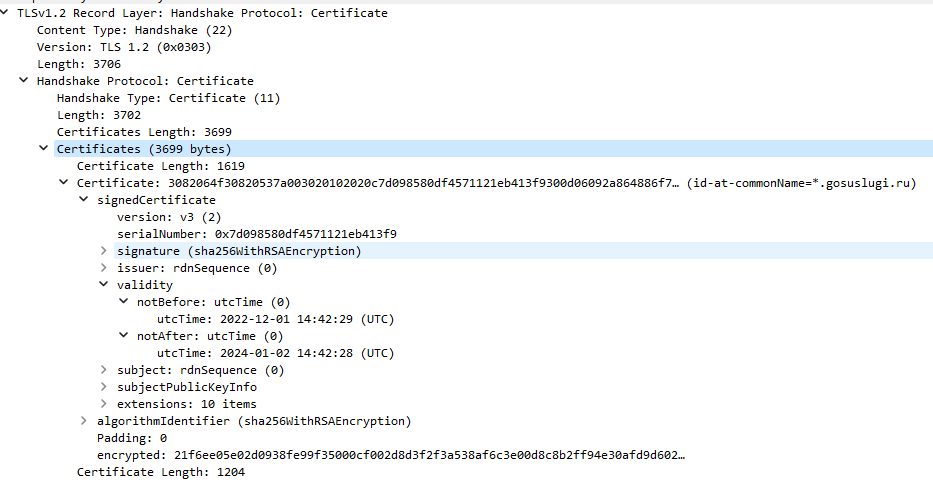 TLSv1.2 Record Layer: Handshake Protocol: Certificate
Content Type: Handshake (22)
Version: TLS 1.2 (0x0303)
Length: 3706
Handshake Protocol: Certificate
Handshake Type: Certificate (11)
Length: 3702
Certificates Length: 3699
Certificates (3699 bytes)
Certificate Length: 1619
Certificate: 3082064f30820537a003020102020c7d098580df4571121eb413f9300d06092a864886f7… (id-at-commonName=*.gosuslugi.ru)
signedCertificate
version: v3 (2)
serialNumber: 0x7d098580df4571121eb413f9
signature (sha256WithRSAEncryption)
issuer: rdnSequence (0)
validity
notBefore: utcTime (0)
utcTime: 2022-12-01 14:42:29 (UTC)
notAfter: utcTime (0)
utcTime: 2024-01-02 14:42:28 (UTC)
subject: rdnSequence (0)
subjectPublicKeyInfo
extensions: 10 items
algorithmIdentifier (sha256WithRSAEncryption)
Padding: 0
encrypted: 21f6ee05e02d0938fe99f35000cf002d8d3f2f3a538af6c3e00d8c8b2ff94e30afd9d602…
Certificate Length: 1204